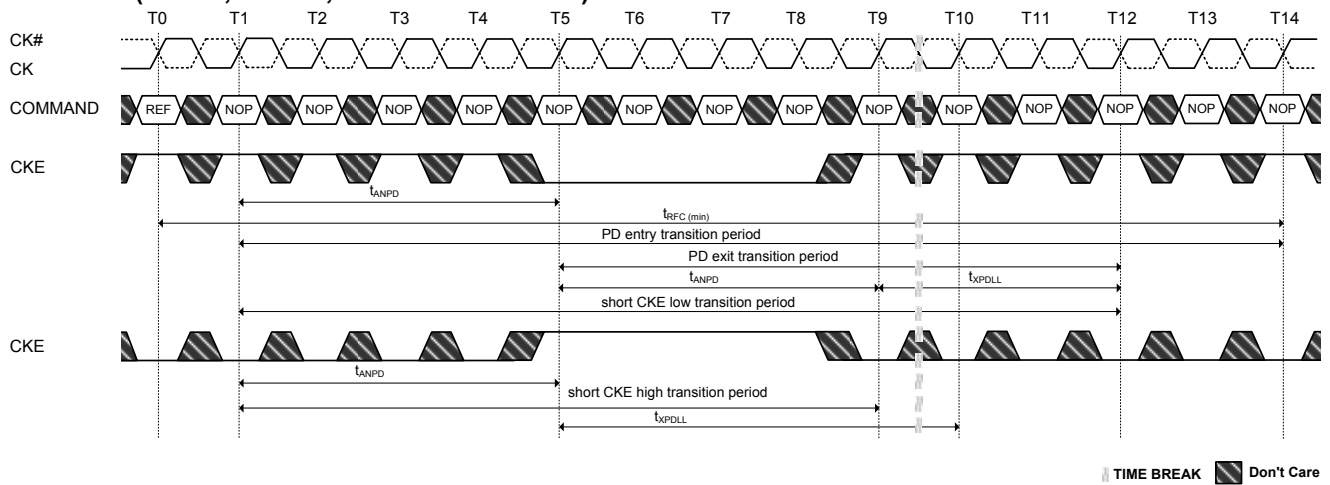 T0 T1 T2 T3 T4 T5 T6 T7 T8 T9 T10 T11 T12 T13 T14
CK#
CK
COMMAND REF NOP NOP NOP NOP NOP NOP NOP NOP NOP NOP NOP NOP NOP NOP
CKE
tANPD
tRFC (min)
PD entry transition period
PD exit transition period
tANPD tXPDLL
short CKE low transition period
CKE
tANPD
short CKE high transition period
tXPDLL
TIME BREAK Don't Care